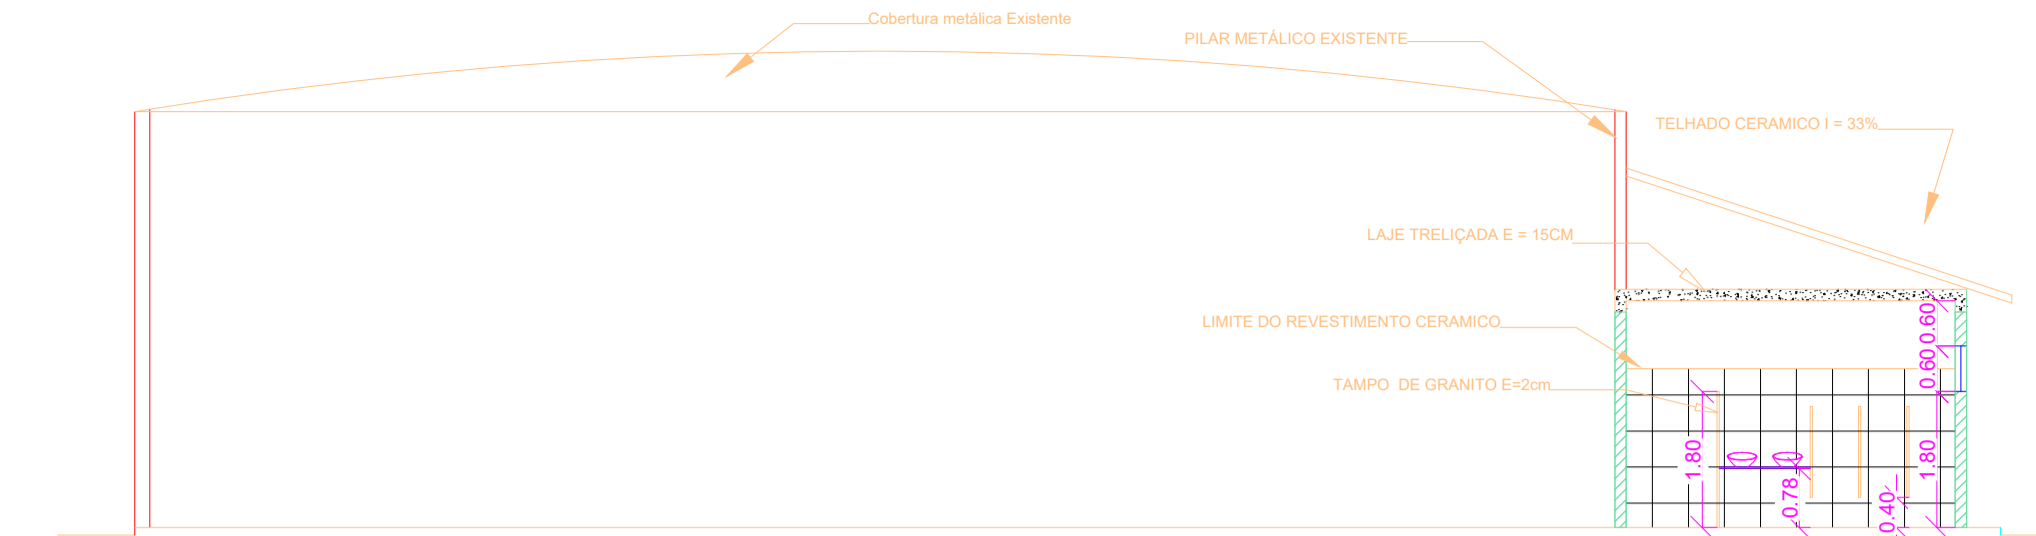 Cobertura metálica Existente
PILAR METÁLICO EXISTENTE
TELHADO CERAMICO I = 33%
LAJE TRELIÇADA E = 15CM
LIMITE DO REVESTIMENTO CERAMICO
TAMPO DE GRANITO E=2cm
0.60
0.60
1.80
1.80
0.78
0.40